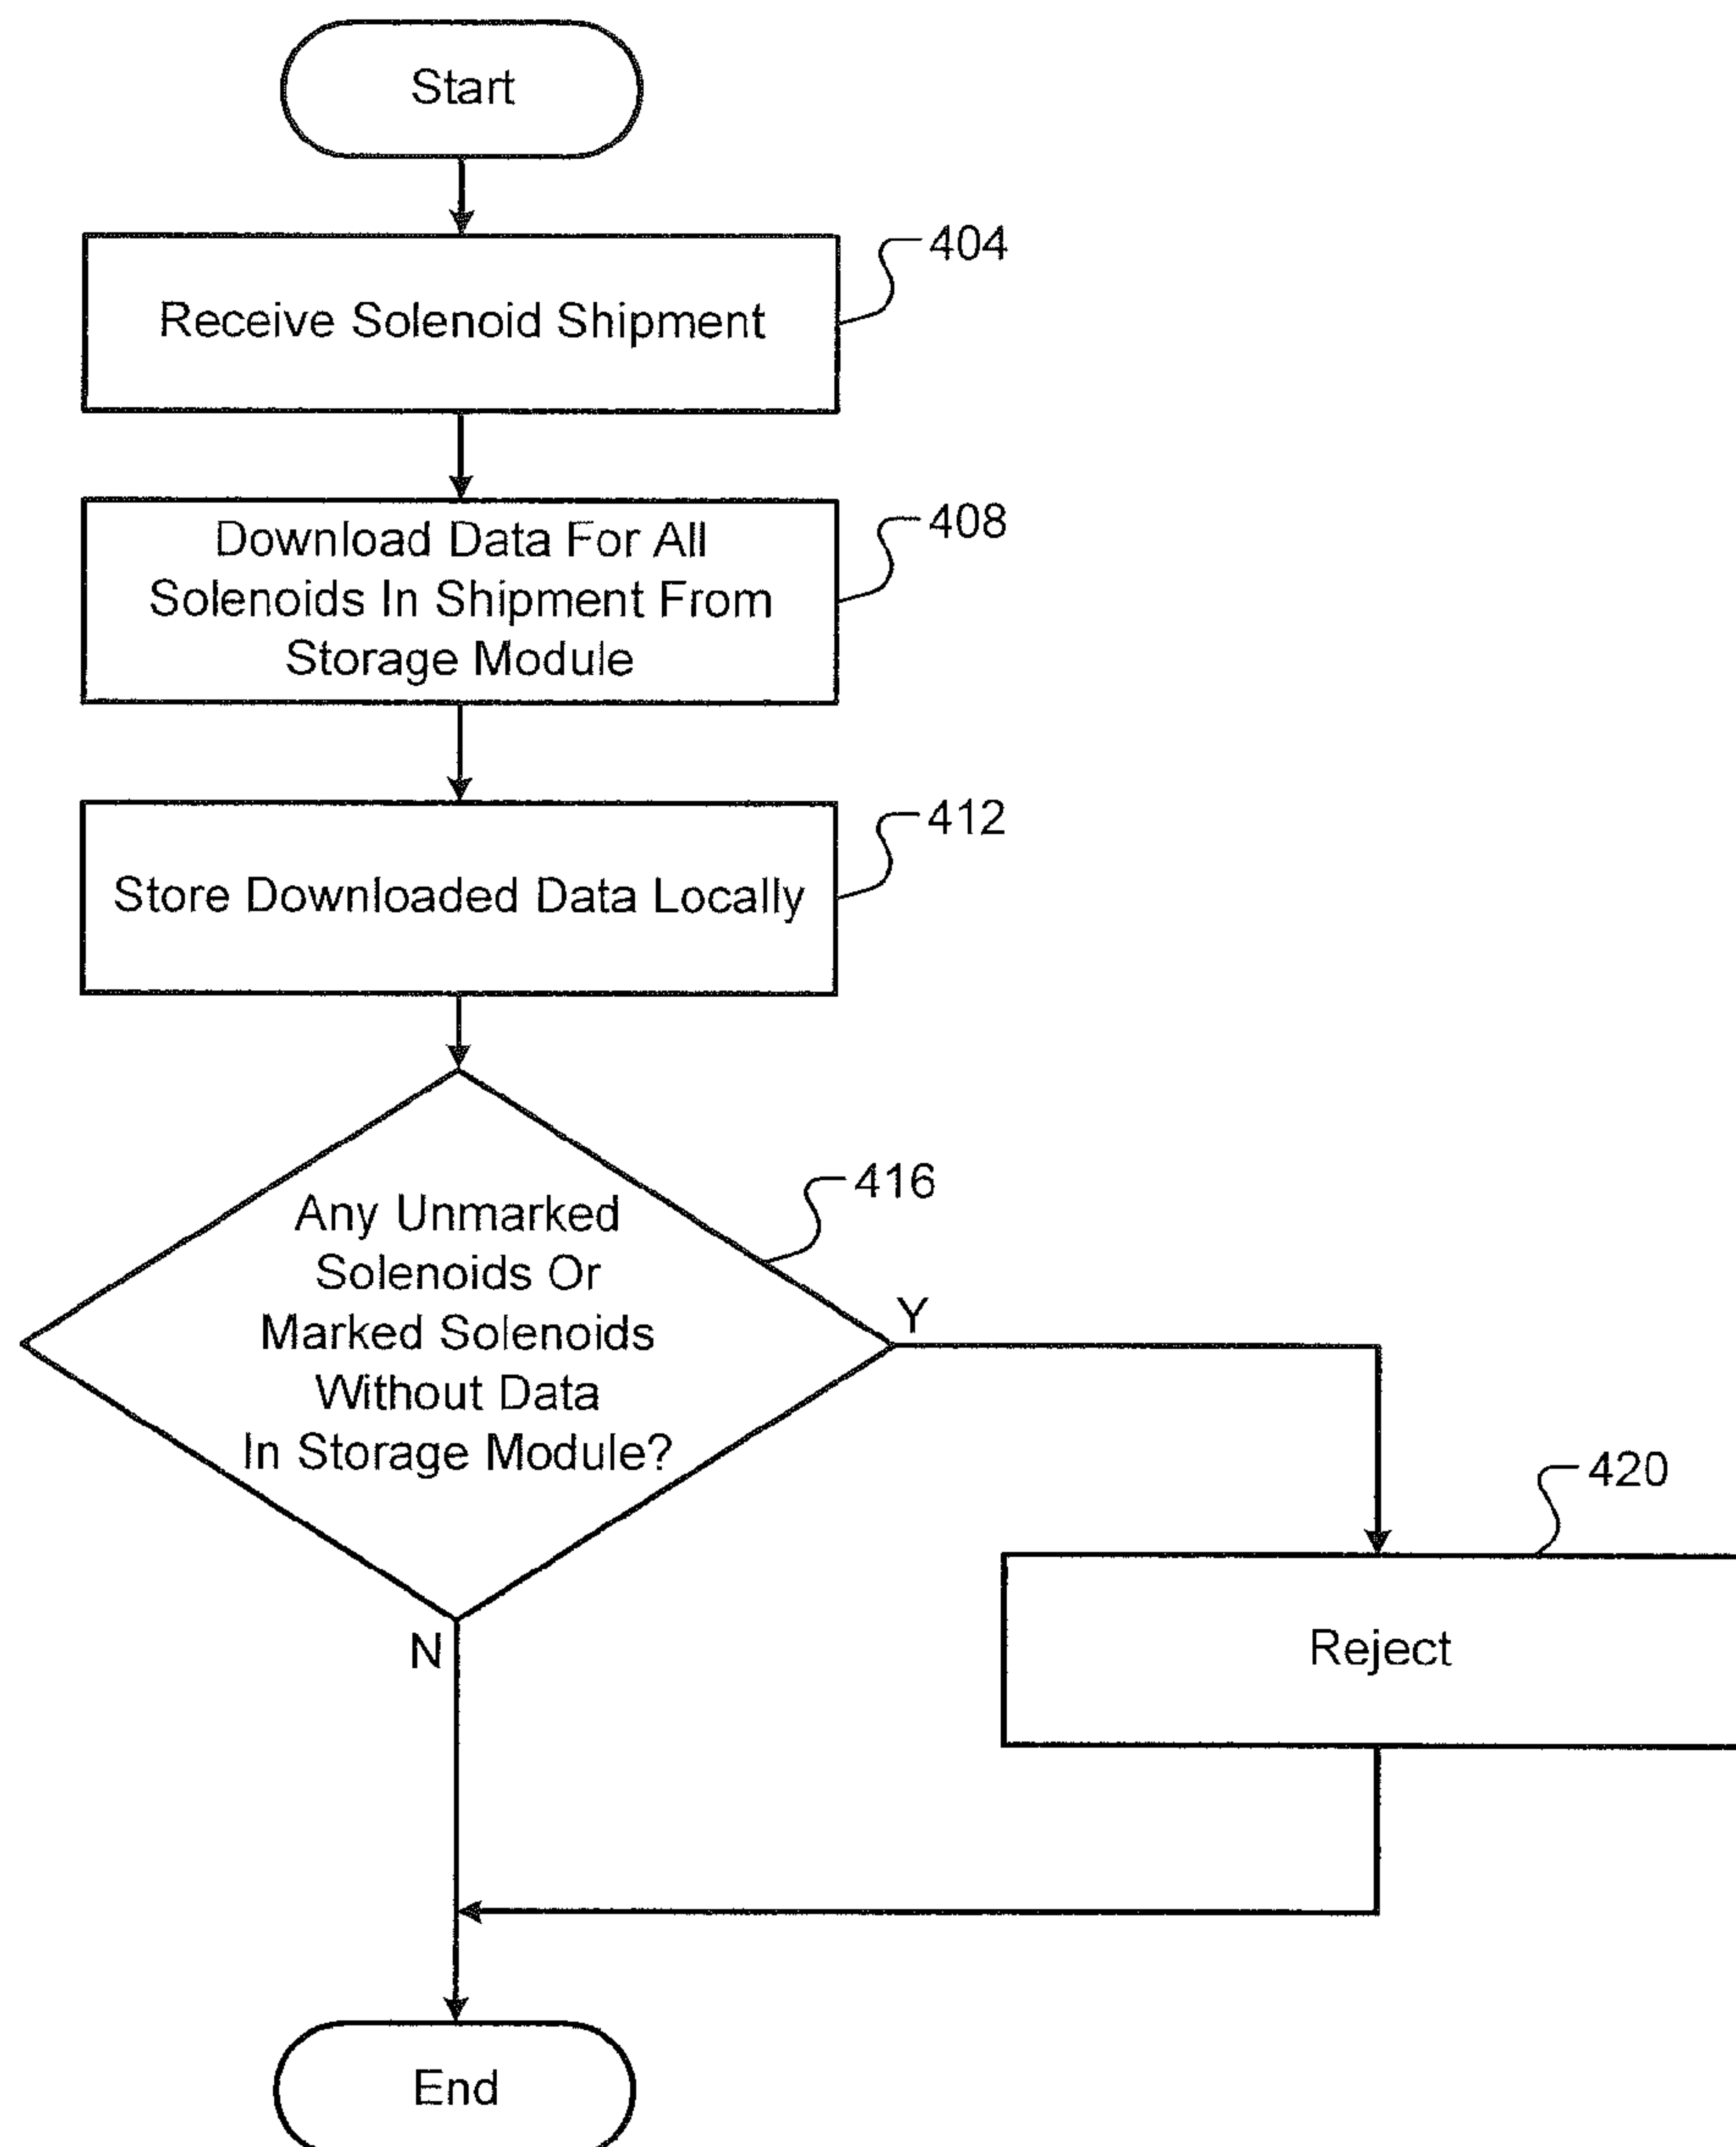 Start
Receive Solenoid Shipment
404
Download Data For All
Solenoids In Shipment From
Storage Module
408
Store Downloaded Data Locally
412
Any Unmarked
Solenoids Or
Marked Solenoids
Without Data
In Storage Module?
416
Y
N
420
Reject
End